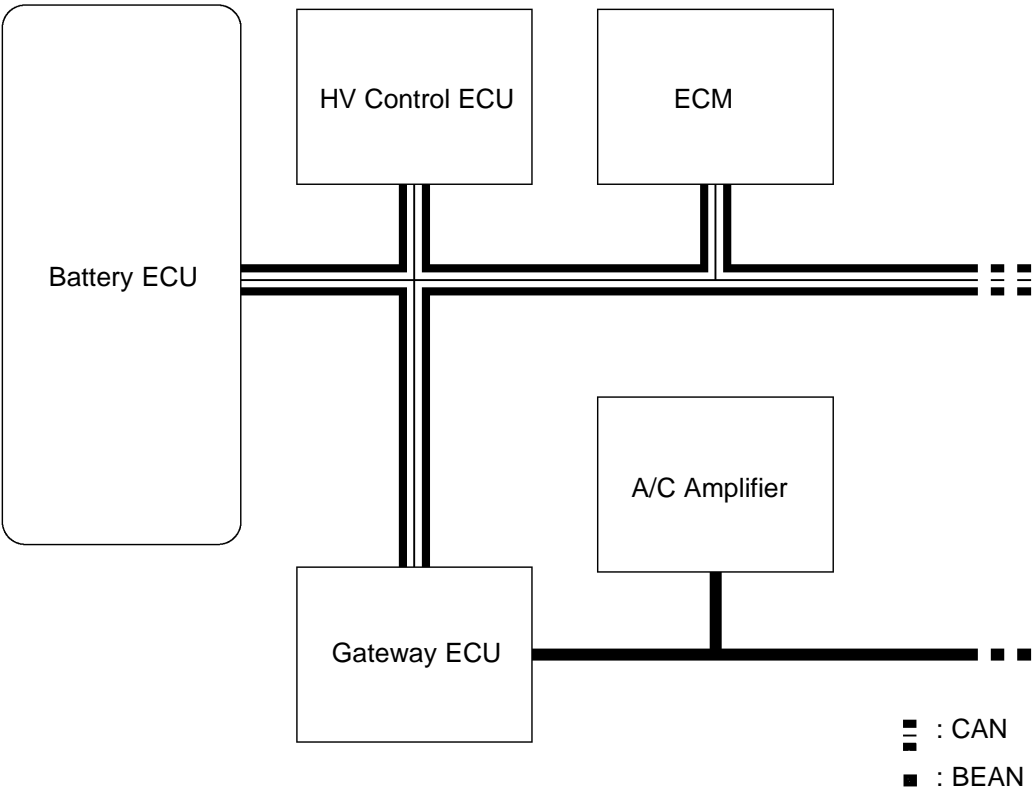 HV Control ECU
ECM
Battery ECU
A/C Amplifier
Gateway ECU
: CAN
: BEAN